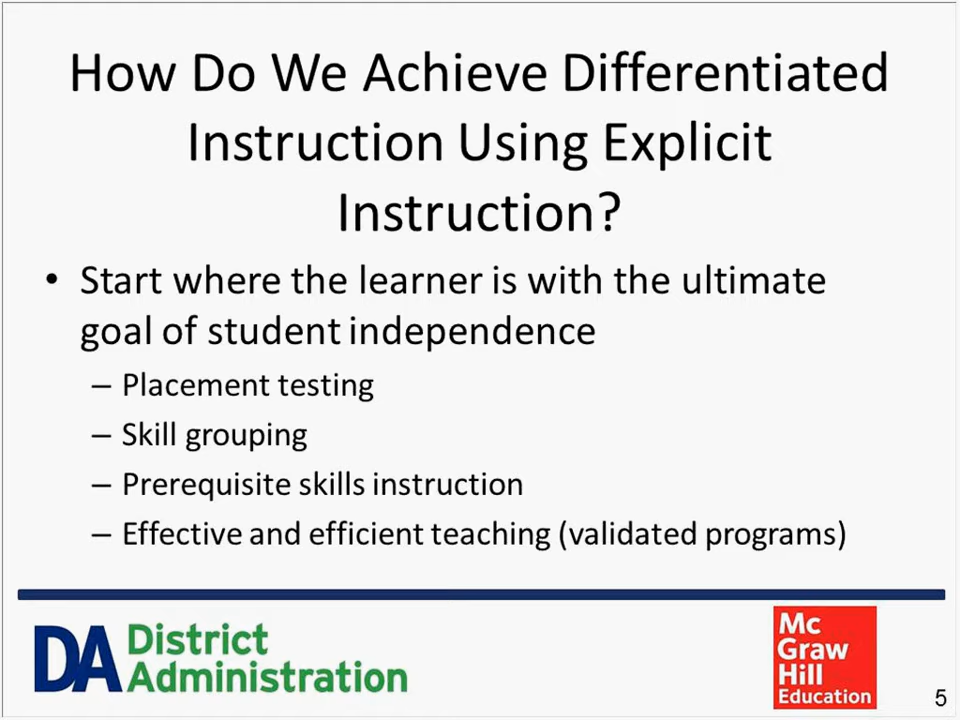 How Do We Achieve Differentiated
Instruction Using Explicit
Instruction?
• Start where the learner is with the ultimate
goal of student independence
– Placement testing
– Skill grouping
– Prerequisite skills instruction
– Effective and efficient teaching (validated programs)
DA District
Administration
Mc
Graw
Hill
Education
5